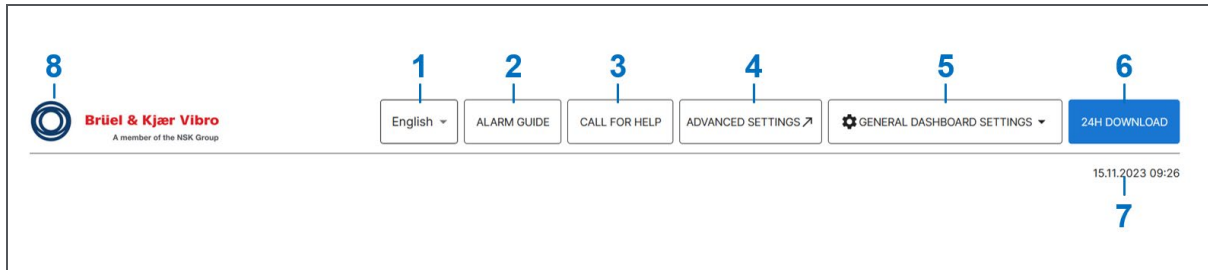 8 1 2 3 4 5 6
Brüel & Kjær Vibro English ALARM GUIDE CALL FOR HELP ADVANCED SETTINGS GENERAL DASHBOARD SETTINGS 24H DOWNLOAD
A member of the NSK Group
15.11.2023 09:26
7